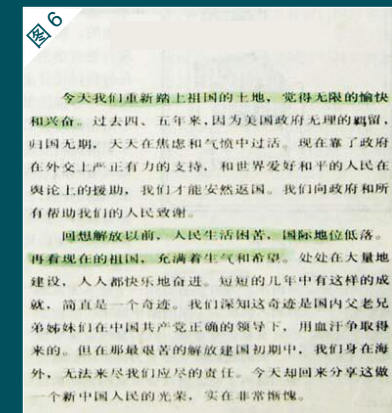 图6
今天我们重新踏上祖国的土地,觉得无限的愉快
和兴奋。过去四、五年来,因为美国政府无理的羁留,
归国无期,天天在焦虑和气愤中过活。现在靠了政府
在外交上严正有力的支持,和世界爱好和平的人民在
舆论上的援助,我们才能安然返国。我们向政府和所
有帮助我们的人民致谢。
回想解放以前,人民生活困苦,国际地位低落。
再看现在的祖国,充满着生气和希望。处处在大量地
建设,人人都快乐地奋进。短短的几年中有这样的成
就,简直是一个奇迹。我们深知这奇迹是国内父老兄
弟姊妹们在中国共产党正确的领导下,用血汗争取得
来的。但在那最艰苦的解放建国初期中,我们身在海
外,无法来尽我们应尽的责任。今天却回来分享这做
一个新中国人民的光荣,实在非常惭愧。